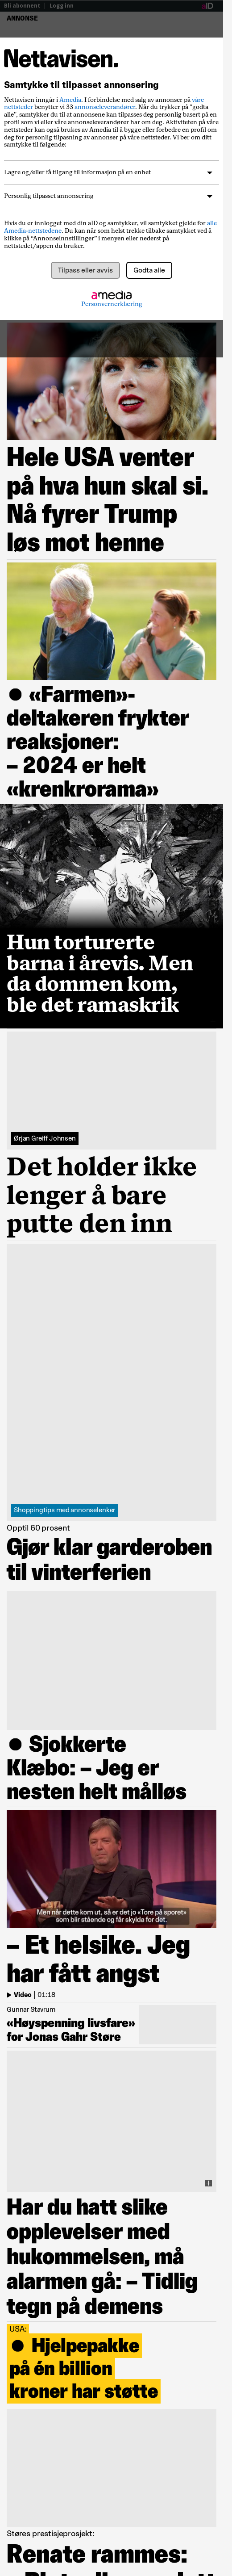 Bli abonnent | Logg inn
aiD
ANNONSE
Nettavisen.
Samtykke til tilpasset annonsering
Nettavisen inngår i Amedia. I forbindelse med salg av annonser på våre
nettsteder benytter vi 33 annonseleverandører. Når du trykker på "godta
alle", samtykker du til at annonsene kan tilpasses deg personlig basert på en
profil som vi eller våre annonseleverandører har om deg. Aktiviteten på våre
nettsteder kan også brukes av Amedia til å bygge eller forbedre en profil om
deg for personlig tilpasning av annonser på våre nettsteder. Vi ber om ditt
samtykke til følgende:
Lagre og/eller få tilgang til informasjon på en enhet
Personlig tilpasset annonsering
Hvis du er innlogget med din aID og samtykker, vil samtykket gjelde for alle
Amedia-nettstedene. Du kan når som helst trekke tilbake samtykket ved å
klikke på “Annonseinnstillinger” i menyen eller nederst på
nettstedet/appen du bruker.
Tilpass eller avvis
Godta alle
amedia
Personvernerklæring
Hele USA venter
på hva hun skal si.
Nå fyrer Trump
løs mot henne
● «Farmen»-
deltakeren frykter
reaksjoner:
– 2024 er helt
«krenkrorama»
Hun torturerte
barna i årevis. Men
da dommen kom,
ble det ramaskrik
Ørjan Greiff Johnsen
Det holder ikke
lenger å bare
putte den inn
Shoppingtips med annonselenker
Opptil 60 prosent
Gjør klar garderoben
til vinterferien
● Sjokkerte
Klæbo: – Jeg er
nesten helt målløs
Men når dette kom ut, så er det jo «Tore på sporet»
som blir stående og får skylda for det.
– Et helsike. Jeg
har fått angst
Video | 01:18
Gunnar Stavrum
«Høyspenning livsfare»
for Jonas Gahr Støre
Har du hatt slike
opplevelser med
hukommelsen, må
alarmen gå: – Tidlig
tegn på demens
USA:
● Hjelpepakke
på én billion
kroner har støtte
Støres prestisjeprosjekt:
Renate rammes: